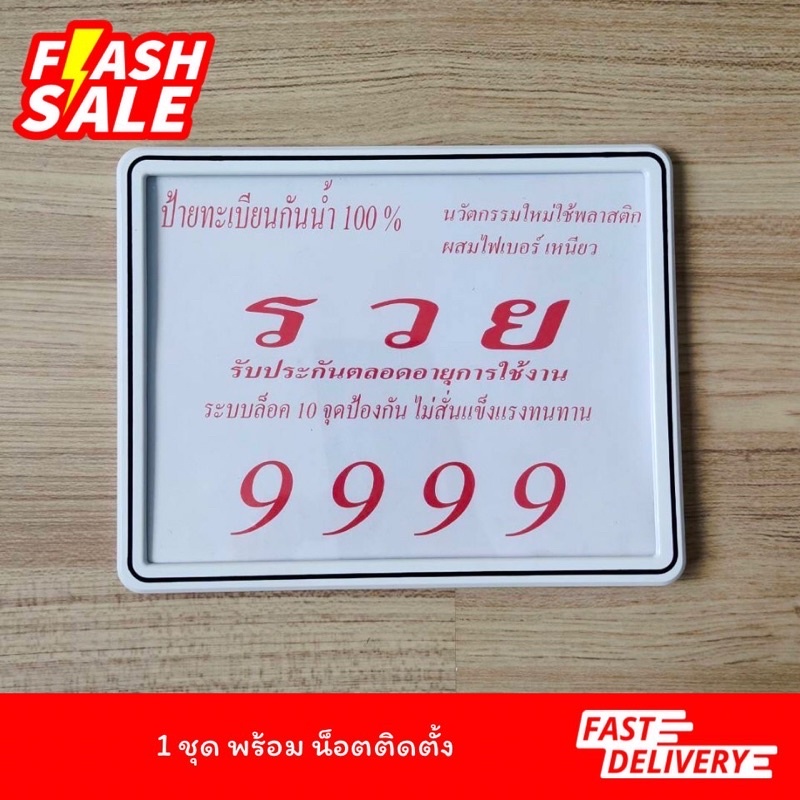 FLASH
SALE
ป้ายทะเบียนกันน้ำ 100 %
นวัตกรรมใหม่ใช้พลาสติก
ผสมไฟเบอร์ เหนียว
ร ว ย
รับประกันตลอดอายุการใช้งาน
ระบบบล็อค 10 จุดป้องกัน ไม่สั่นแข็งแรงทนทาน
9 9 9 9
1 ชุด พร้อม น็อตติดตั้ง
FAST
DELIVERY